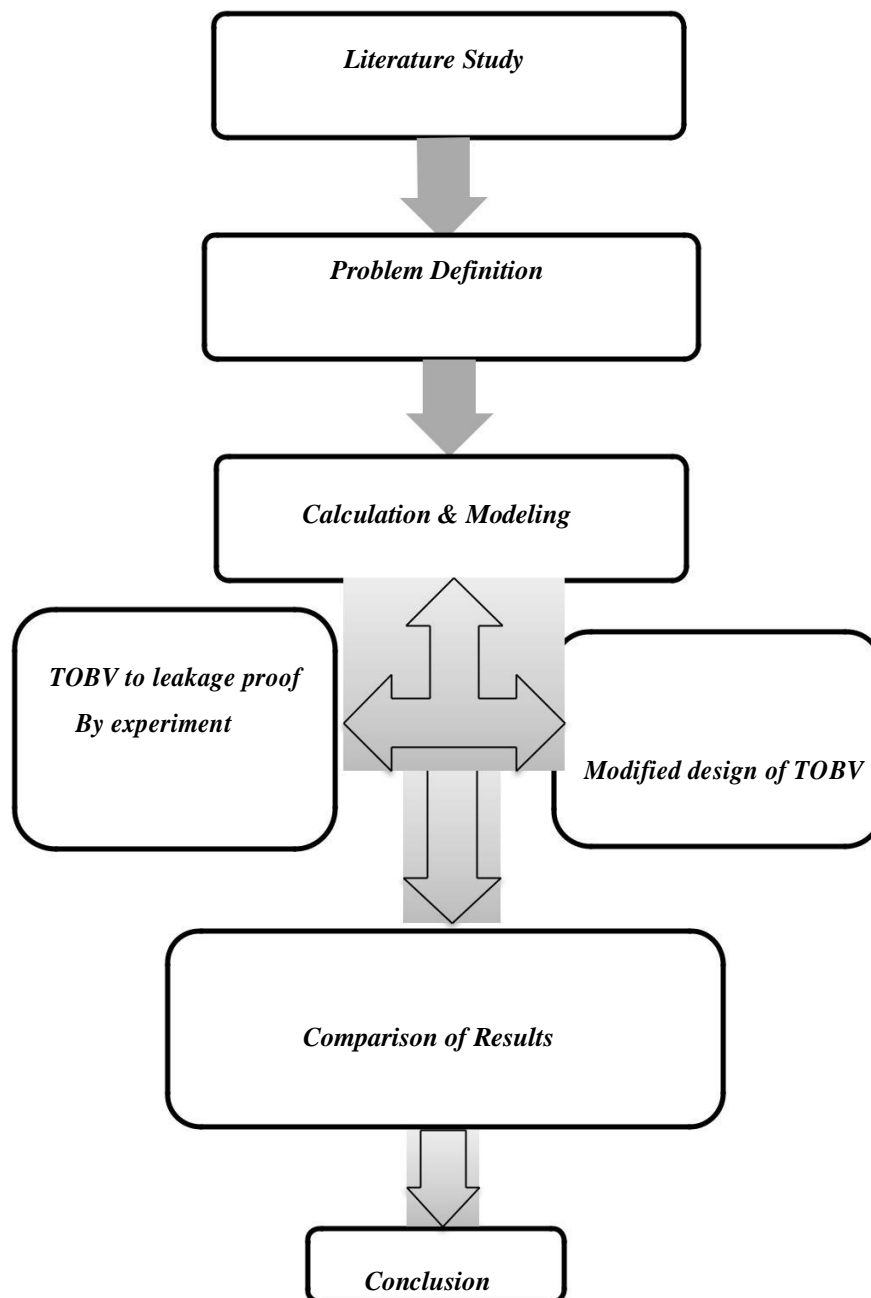 Literature Study
Problem Definition
Calculation & Modeling
TOBV to leakage proof
By experiment
Modified design of TOBV
Comparison of Results
Conclusion